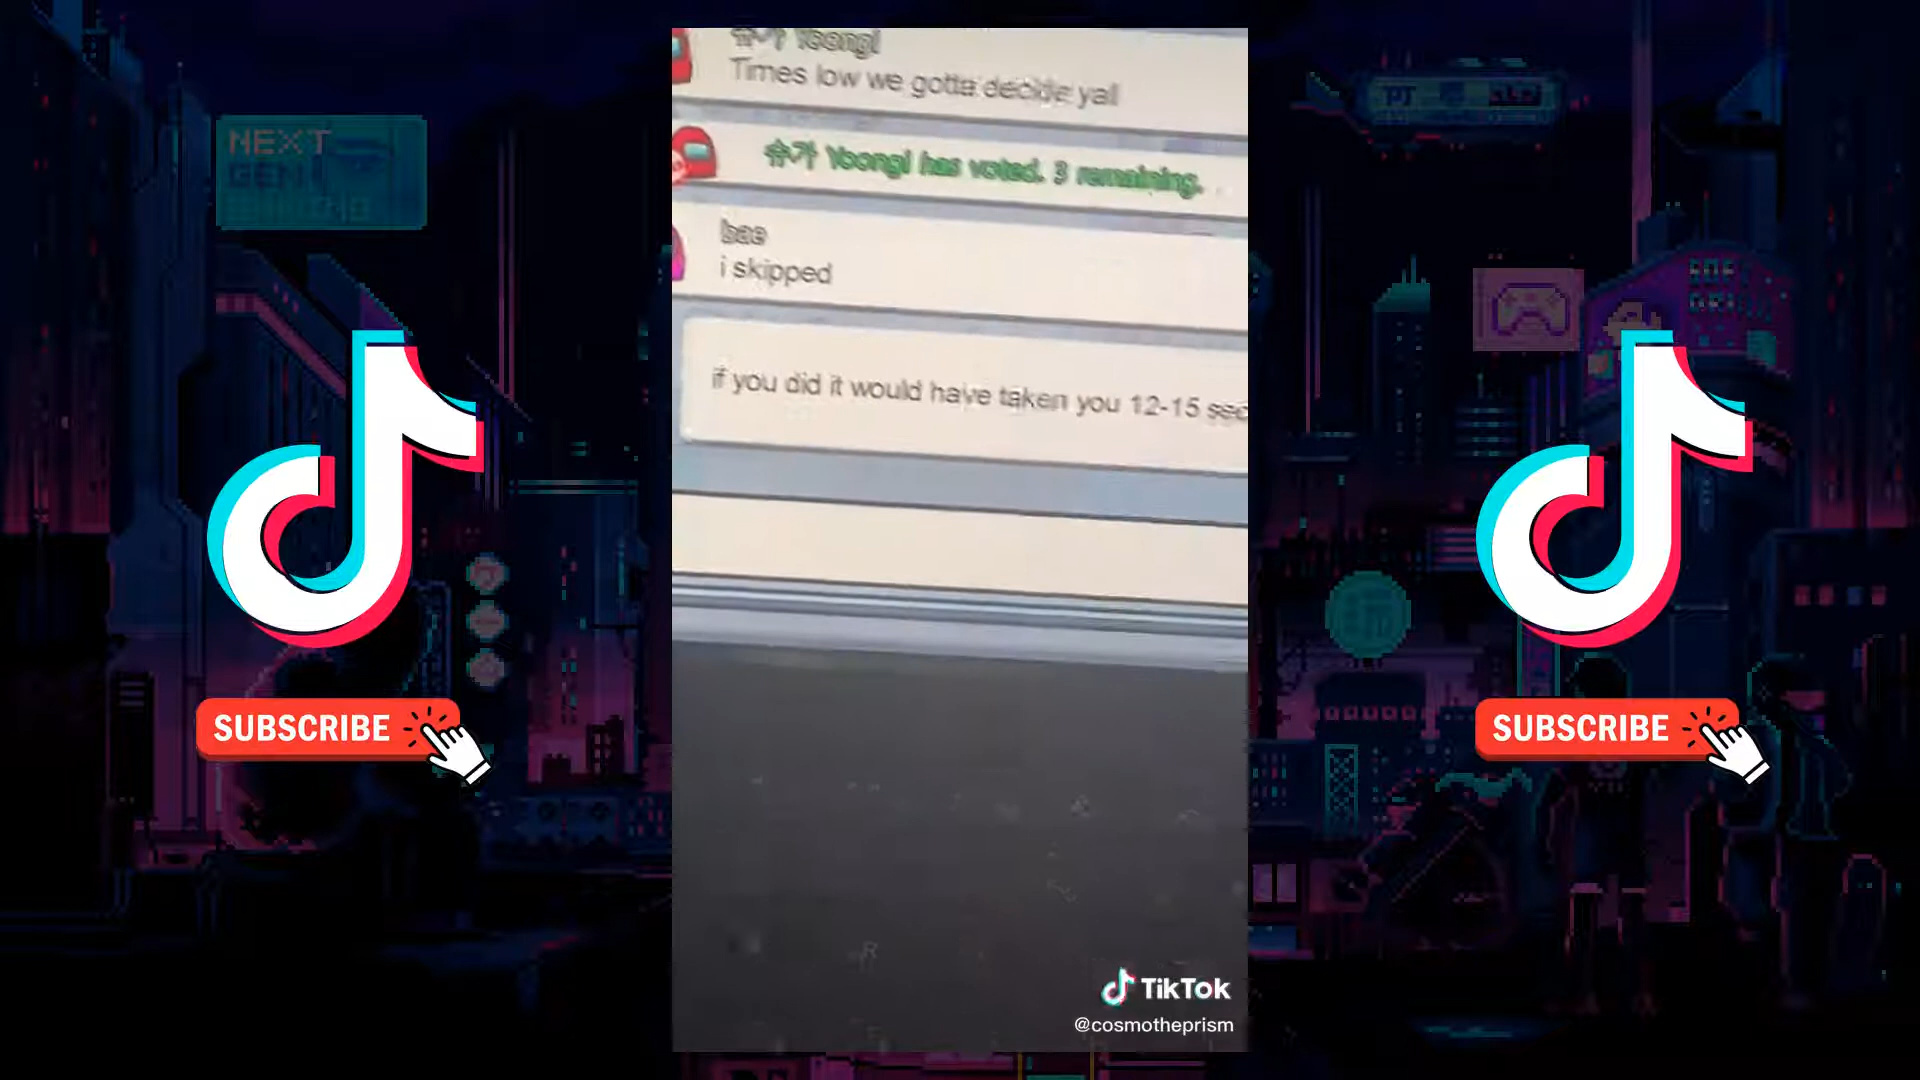 슈가 Yoongi
Times low we gotta decide yall
슈가 Yoongi has voted. 3 remaining.
bae
i skipped
if you did it would have taken you 12-15 sec
R
NEXT
GEN
SUBSCRIBE
SUBSCRIBE
TikTok
@cosmotheprism